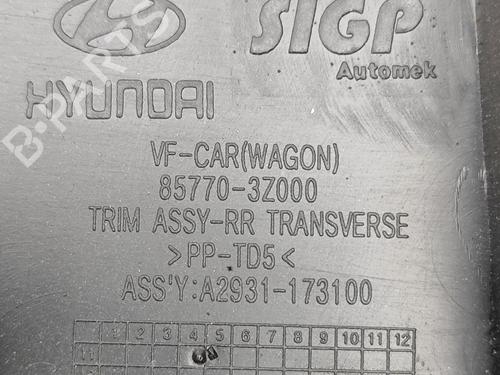 SIGP
Automek
HYUNDAI
VF-CAR(WAGON)
85770-3Z000
TRIM ASSY-RR TRANSVERSE
>PP-TD5<
ASS'Y:A2931-173100
1 2 3 4 5 6 7 8 9 10 11 12
11
B-PARTS